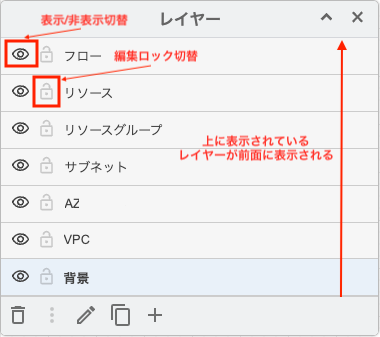 表示/非表示切替
レイヤー
フロー
編集ロック切替
リソース
リソースグループ
上に表示されている
レイヤーが前面に表示される
サブネット
AZ
VPC
背景